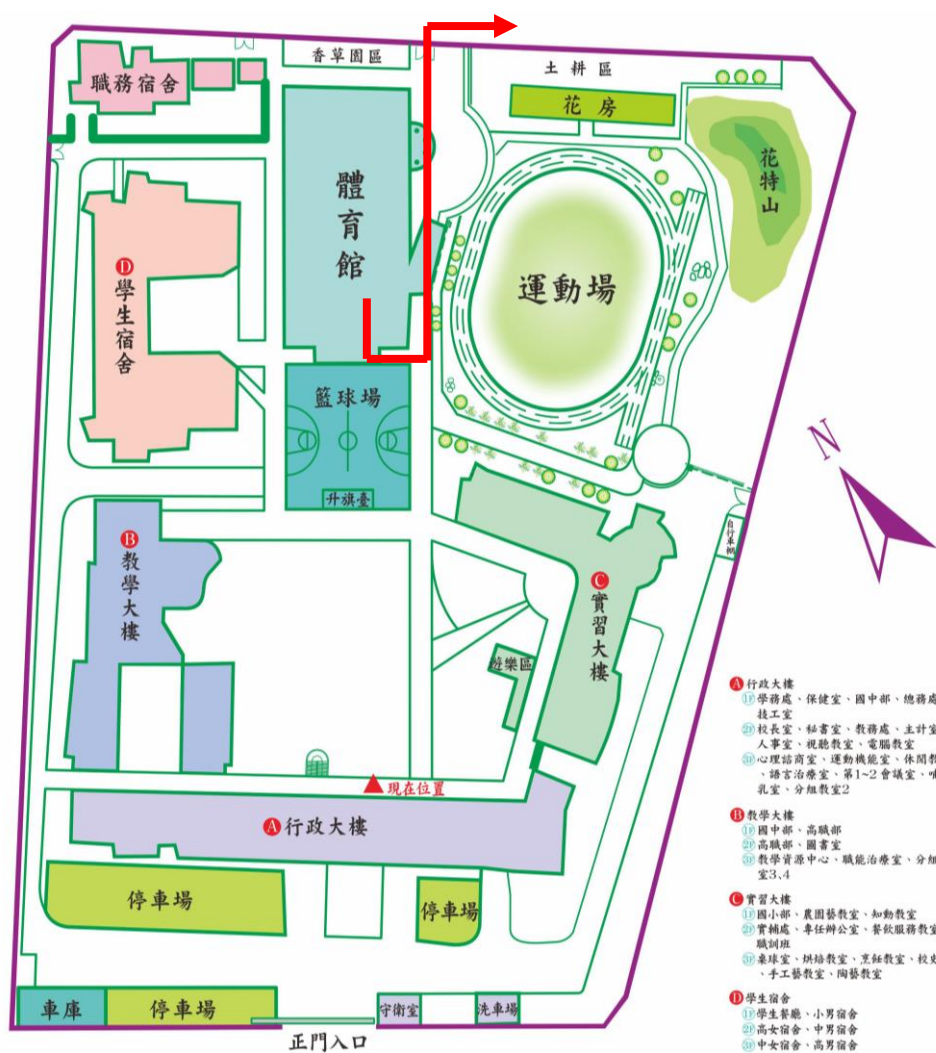 香草園區
土耕區
職務宿舍
花房
花特山
體育館
運動場
D
學生宿舍
籃球場
升旗臺
N
自行車棚
B
教學大樓
C
實習大樓
遊樂區
現在位置
A行政大樓
停車場
停車場
車庫
停車場
守衛室
洗車場
正門入口
A行政大樓
1F學務處、保健室、國中部、總務處
技工室
2F校長室、秘書室、教務處、主計室
人事室、視聽教室、電腦教室
3F心理諮商室、運動機能室、休閒教
、語言治療室、第1~2會議室、哺
乳室、分組教室2
B教學大樓
1F國中部、高職部
2F高職部、圖書室
3F教學資源中心、職能治療室、分組
室3、4
C實習大樓
1F國小部、農園藝教室、知動教室
2F實輔處、專任辦公室、餐飲服務教室
職訓班
3F桌球室、烘焙教室、烹飪教室、校史
、手工藝教室、陶藝教室
D學生宿舍
1F學生餐廳、小男宿舍
2F高女宿舍、中男宿舍
3F中女宿舍、高男宿舍